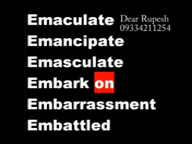 Emaculate
Dear Rupesh
09334211254
Emancipate
Emasculate
Embark on
Embarrassment
Embattled